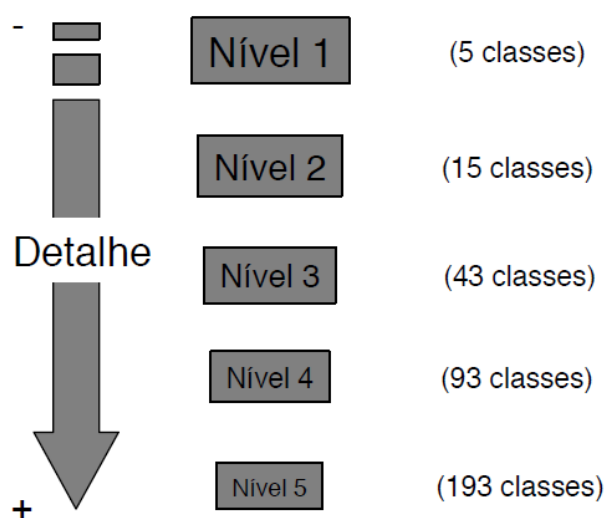 -
Nível 1 (5 classes)
Nível 2 (15 classes)
Detalhe
Nível 3 (43 classes)
Nível 4 (93 classes)
Nível 5 (193 classes)
+